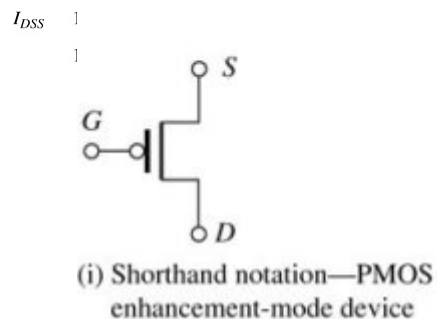 I_DSS
S
G
D
(i) Shorthand notation—PMOS
enhancement-mode device